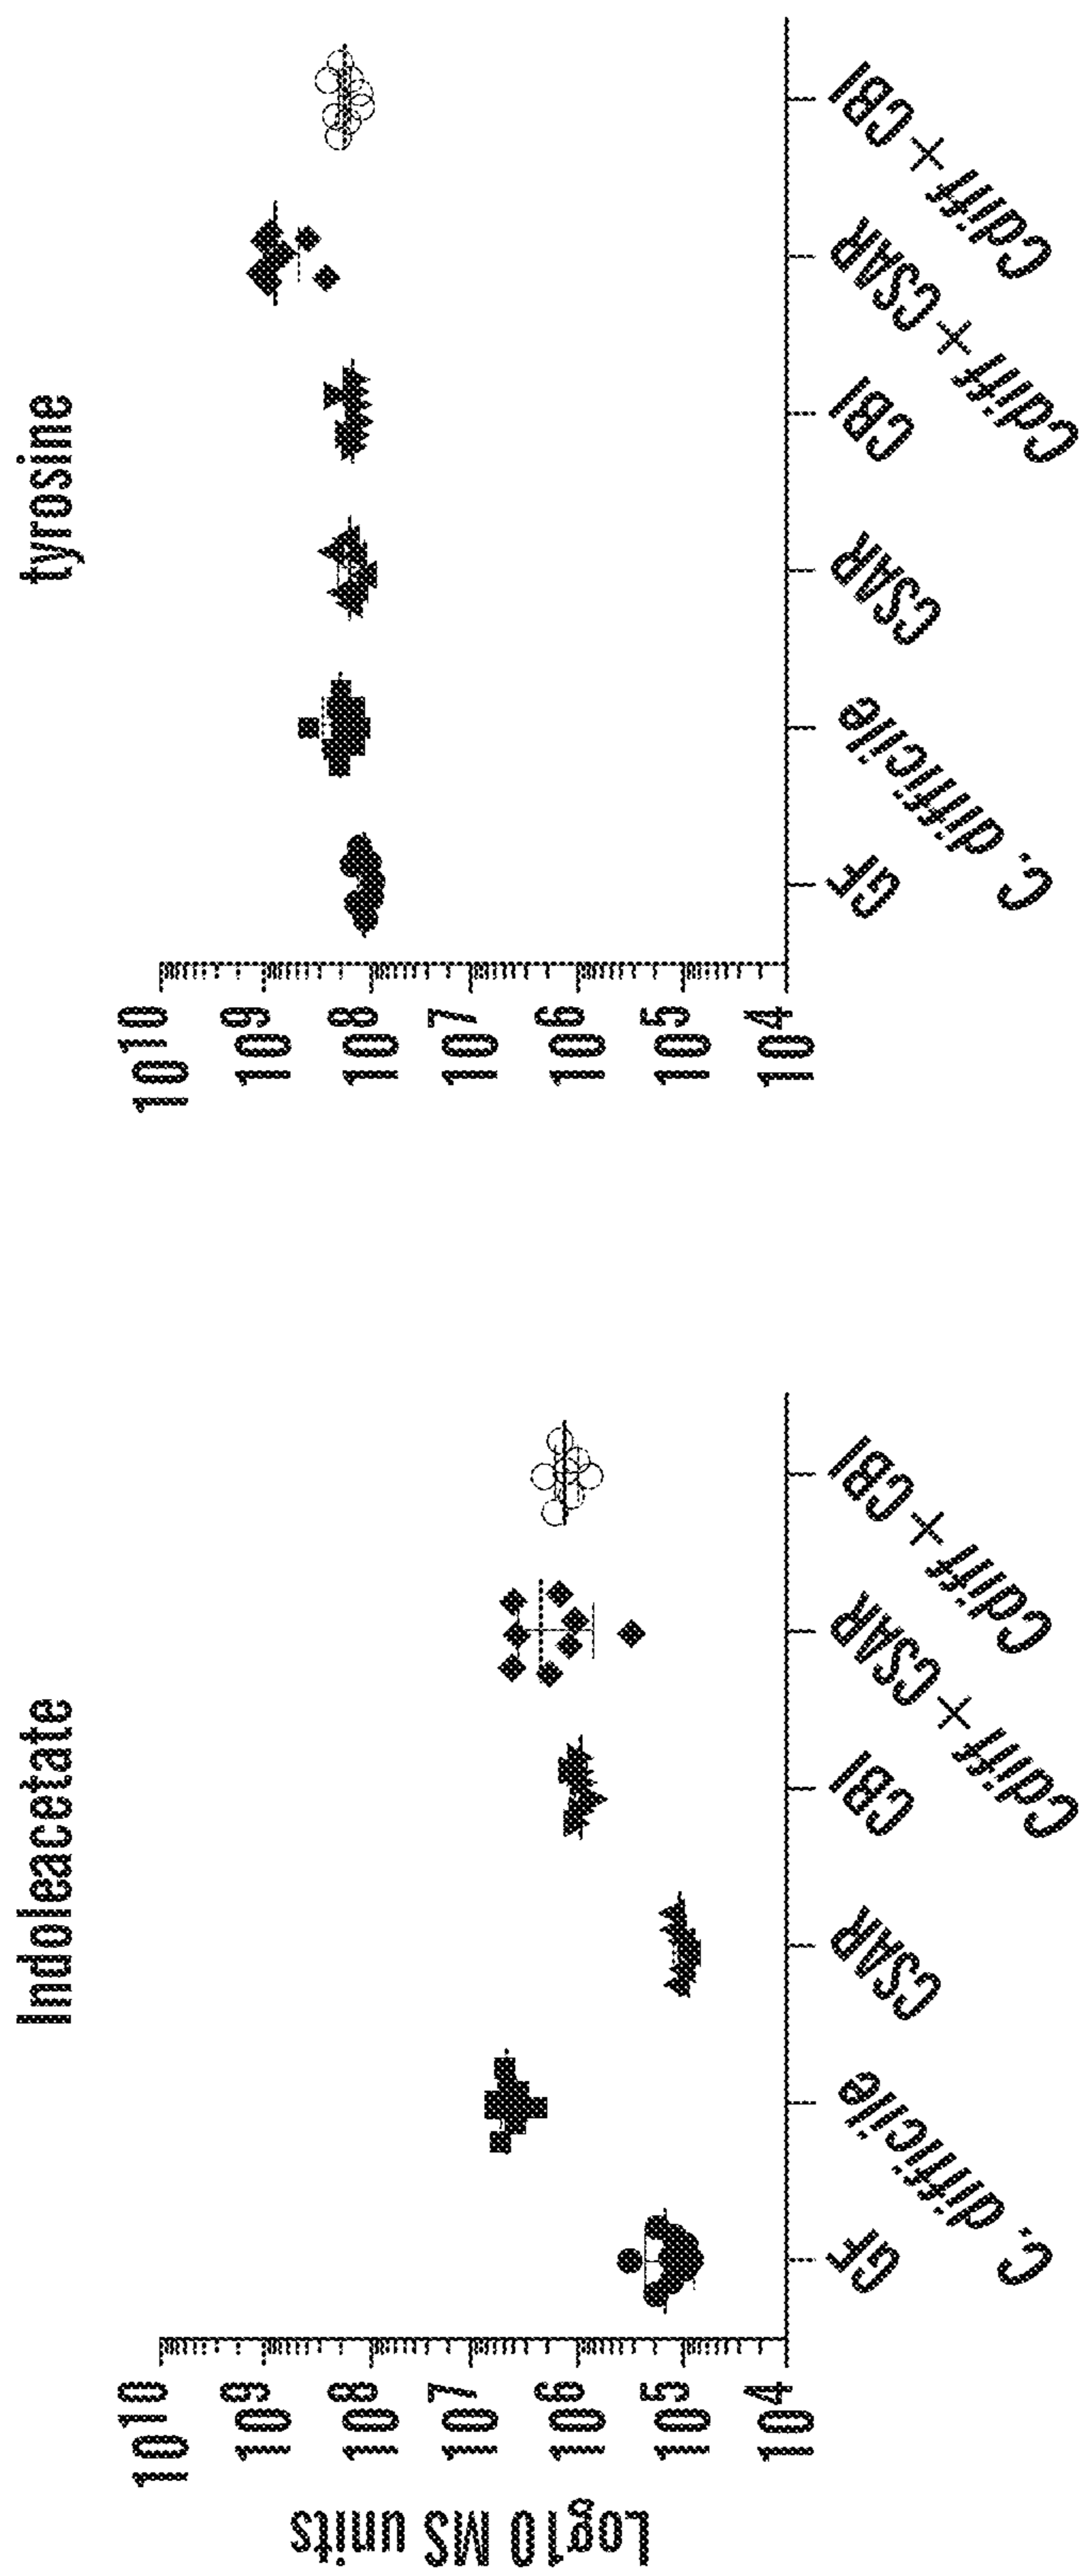 Indoleacetate
Log10 MS units
10^10
10^9
10^8
10^7
10^6
10^5
10^4
GF
C. difficile
CSAR
CBI
Cdiff + CSAR
Cdiff + CBI
tyrosine
10^10
10^9
10^8
10^7
10^6
10^5
10^4
GF
C. difficile
CSAR
CBI
Cdiff + CSAR
Cdiff + CBI